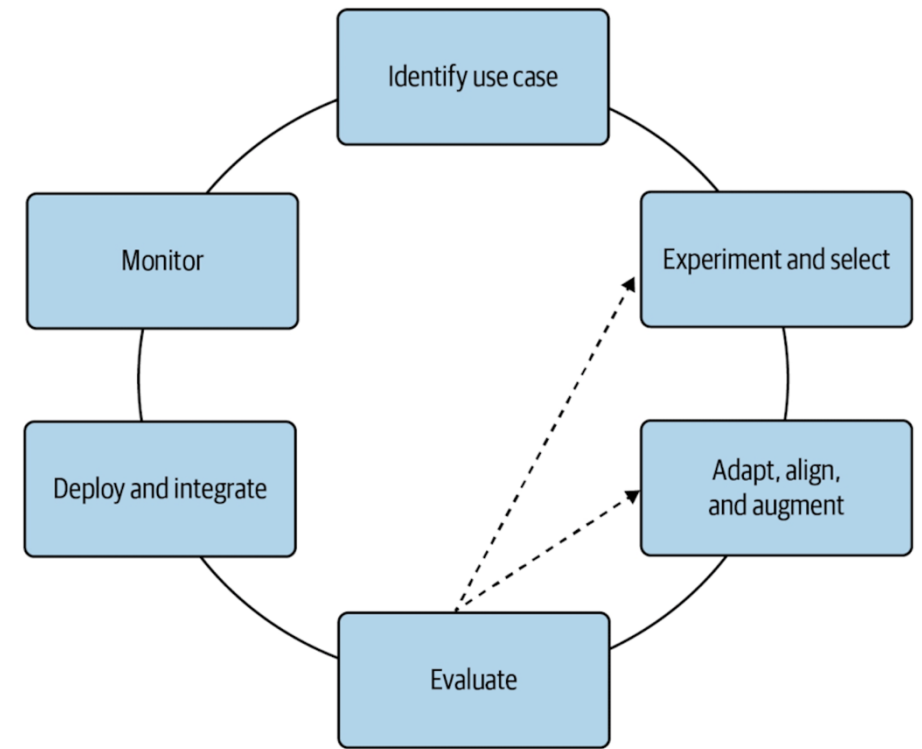 Identify use case
Monitor
Experiment and select
Deploy and integrate
Adapt, align,
and augment
Evaluate